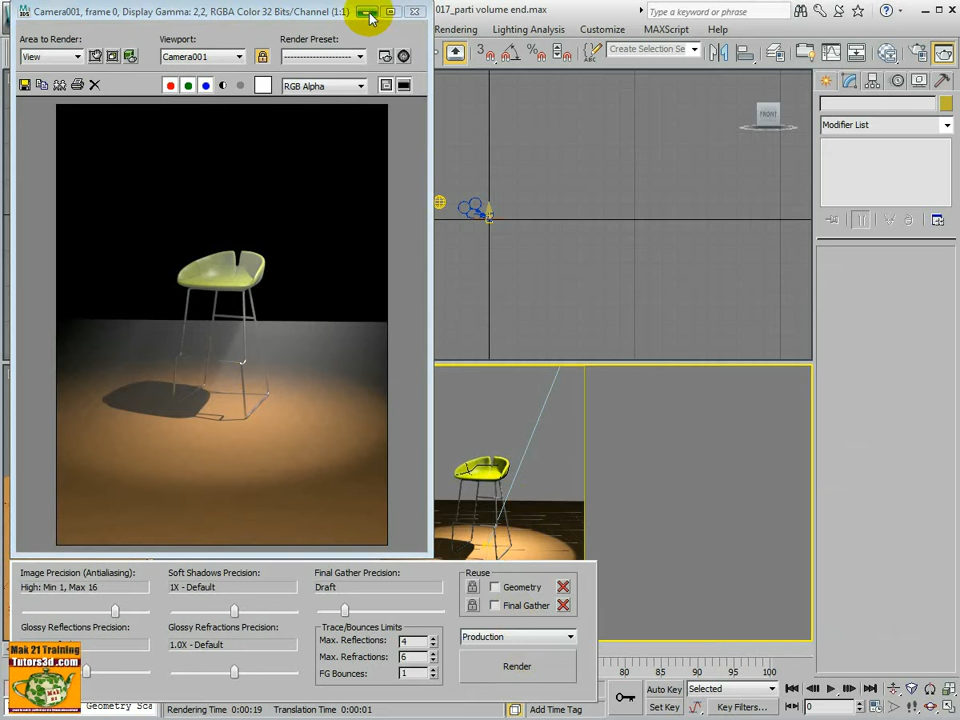 Camera001, frame 0, Display Gamma: 2,2, RGBA Color 32 Bits/Channel (1:1)
017_parti volume end.max
Type a keyword or phrase
Area to Render:
Viewport:
Render Preset:
Rendering
Lighting Analysis
Customize
MAXScript
Help
View
Camera001
Create Selection Se
RGB Alpha
FRONT
Modifier List
Image Precision (Antialiasing):
Soft Shadows Precision:
Final Gather Precision:
Reuse
High: Min 1, Max 16
1X - Default
Draft
Geometry
Final Gather
Glossy Reflections Precision:
Glossy Refractions Precision:
Trace/Bounces Limits
1.0X - Default
Max. Reflections: 4
Production
Max. Refractions: 6
FG Bounces: 1
Render
Mak 21 Training
Tutors3d.com
80 85 90 95 100
Auto Key
Selected
Set Key
Key Filters...
0
Rendering Time 0:00:19
Translation Time 0:00:01
Add Time Tag